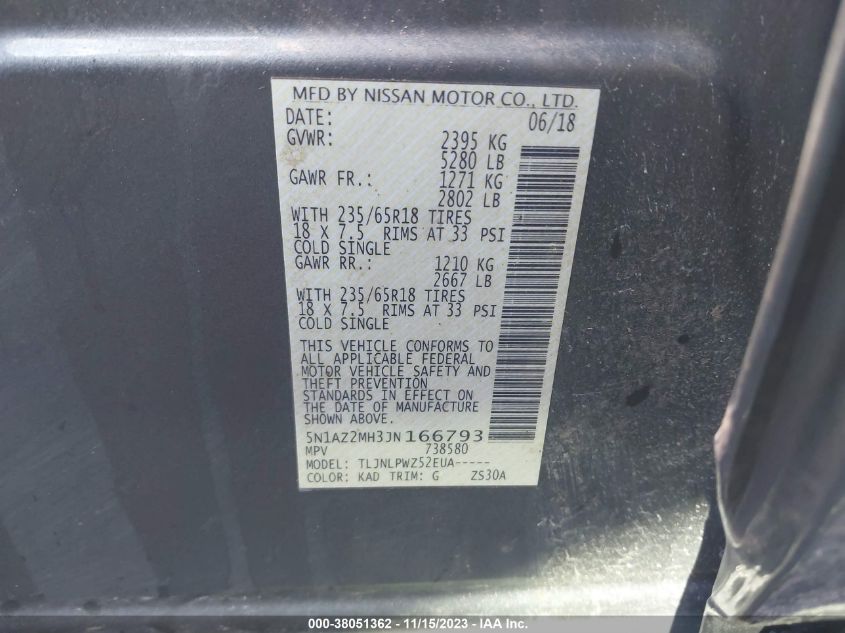 MFD BY NISSAN MOTOR CO., LTD.
DATE: 06/18
GVWR: 2395 KG
5280 LB
GAWR FR.: 1271 KG
2802 LB
WITH 235/65R18 TIRES
18 X 7.5 RIMS AT 33 PSI
COLD SINGLE
GAWR RR.: 1210 KG
2667 LB
WITH 235/65R18 TIRES
18 X 7.5 RIMS AT 33 PSI
COLD SINGLE
THIS VEHICLE CONFORMS TO
ALL APPLICABLE FEDERAL
MOTOR VEHICLE SAFETY AND
THEFT PREVENTION
STANDARDS IN EFFECT ON
THE DATE OF MANUFACTURE
SHOWN ABOVE.
5N1AZ2MH3JN166793
MPV 738580
MODEL: TLJNLPWZ52EUA-----
COLOR: KAD TRIM: G ZS30A
000-38051362 - 11/15/2023 - IAA Inc.